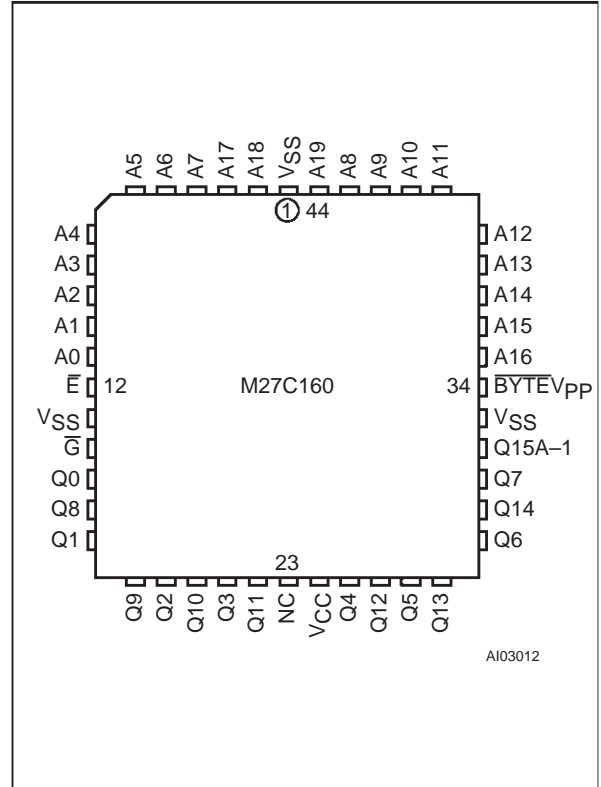 A5 A6 A7 A17 A18 VSS A19 A8 A9 A10 A11
1 44
A4
A3
A2
A1
A0
E̅ 12
VSS
G̅
Q0
Q8
Q1
M27C160
A12
A13
A14
A15
A16
34 B̅Y̅T̅E̅VPP
VSS
Q15A–1
Q7
Q14
Q6
23
Q9 Q2 Q10 Q3 Q11 NC VCC Q4 Q12 Q5 Q13
AI03012